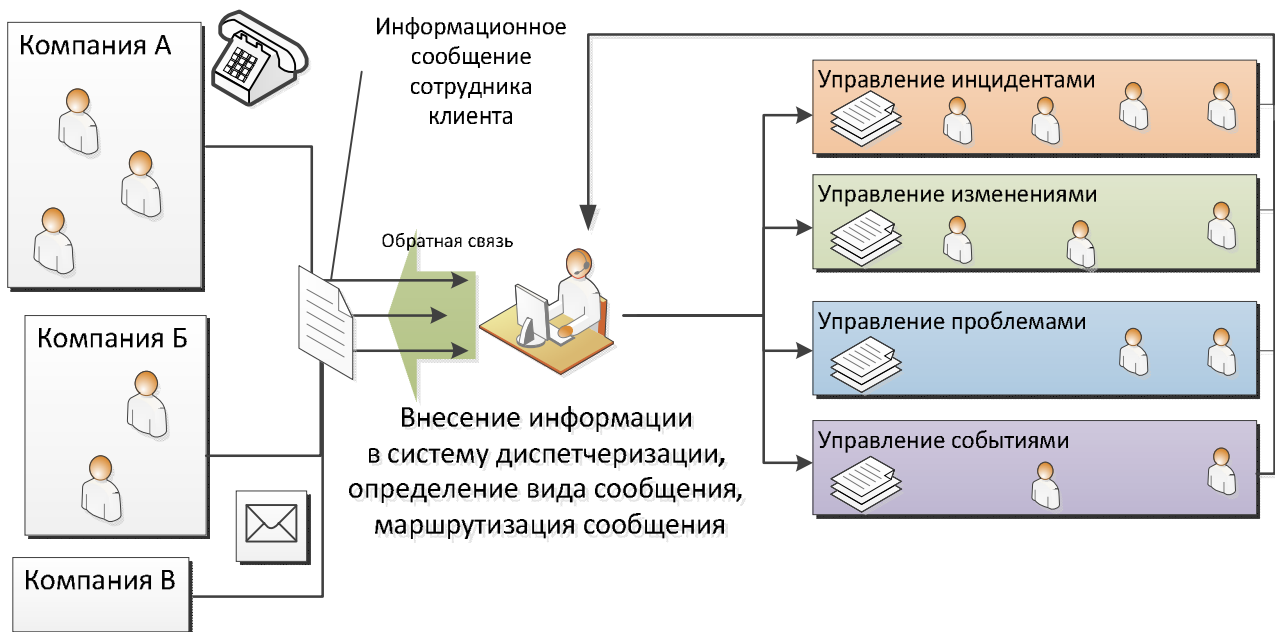 Компания А
Информационное
сообщение
сотрудника
клиента
Компания Б
Компания В
Обратная связь
Внесение информации
в систему диспетчеризации,
определение вида сообщения,
маршрутизация сообщения
Управление инцидентами
Управление изменениями
Управление проблемами
Управление событиями